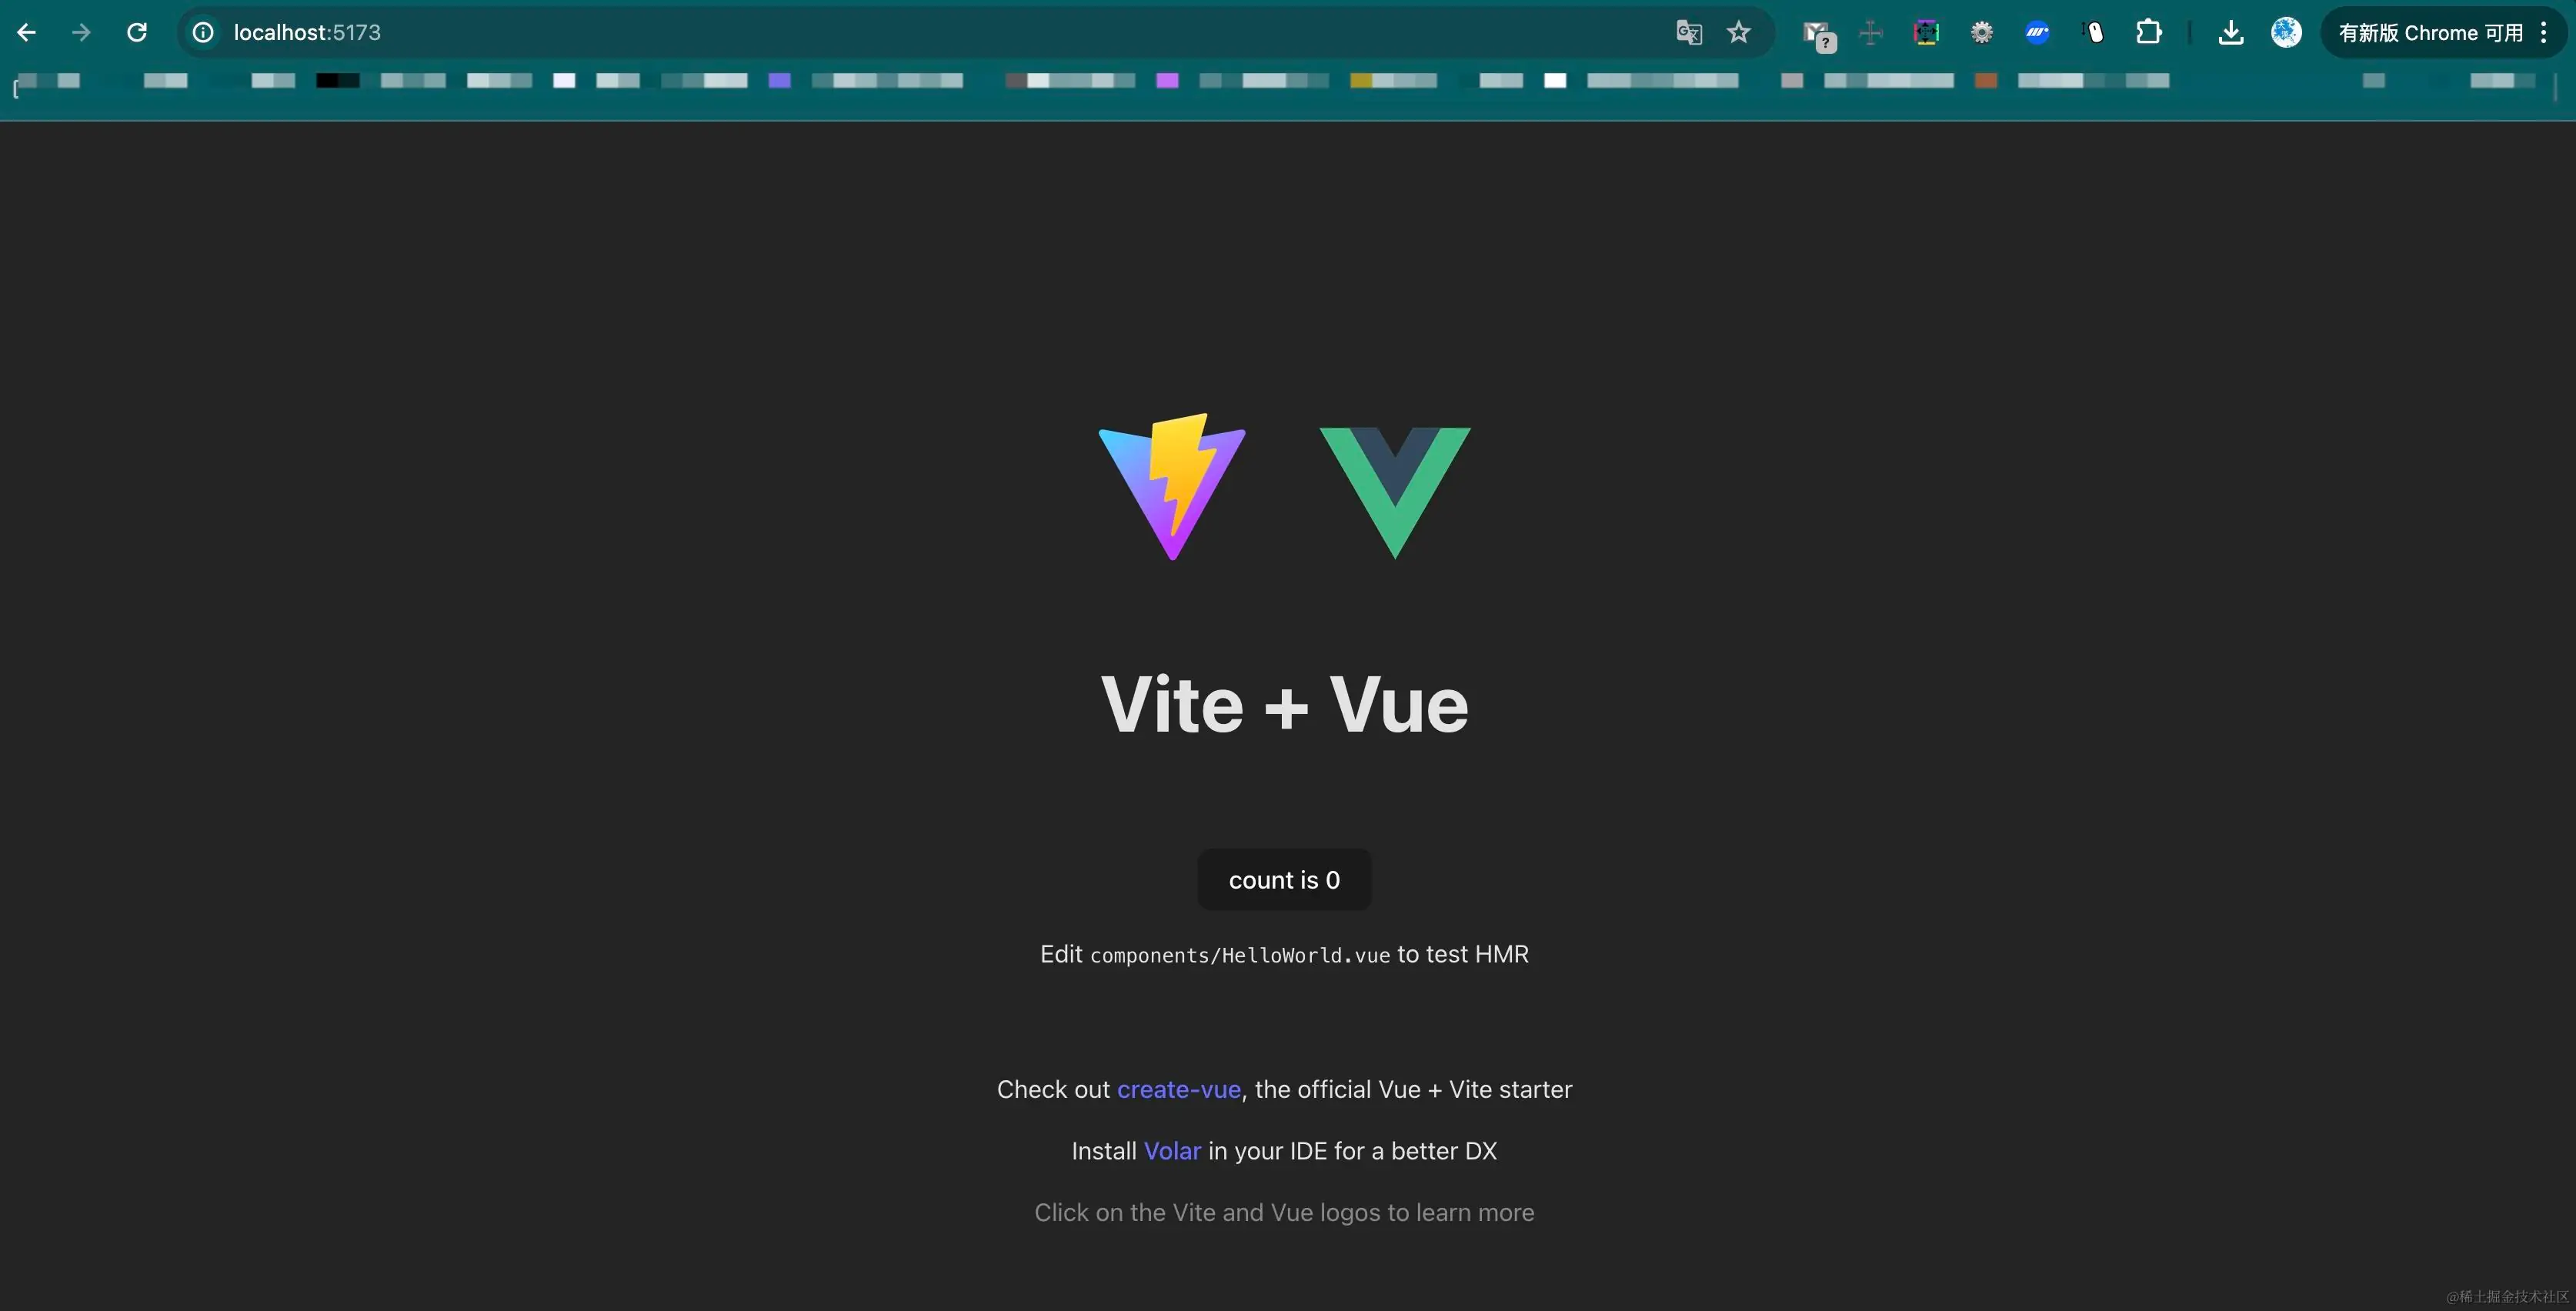 localhost:5173
有新版 Chrome 可用
Vite + Vue
count is 0
Edit components/HelloWorld.vue to test HMR
Check out create-vue, the official Vue + Vite starter
Install Volar in your IDE for a better DX
Click on the Vite and Vue logos to learn more
@稀土掘金技术社区